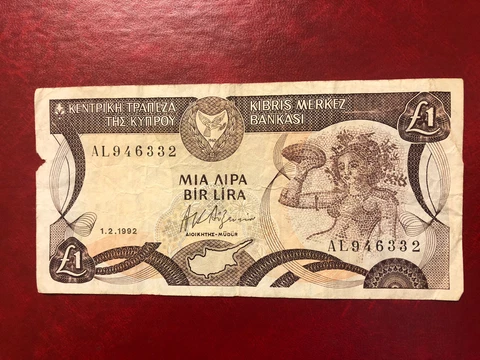 ΚΕΝΤΡΙΚΗ ΤΡΑΠΕΖΑ
ΤΗΣ ΚΥΠΡΟΥ
KIBRIS MERKEZ
BANKASI
£1
AL946332
ΜΙΑ ΛΙΡΑ
BIR LIRA
ΔΙΟΙΚΗΤΗΣ-MÜDÜR
1.2.1992
AL946332
£1